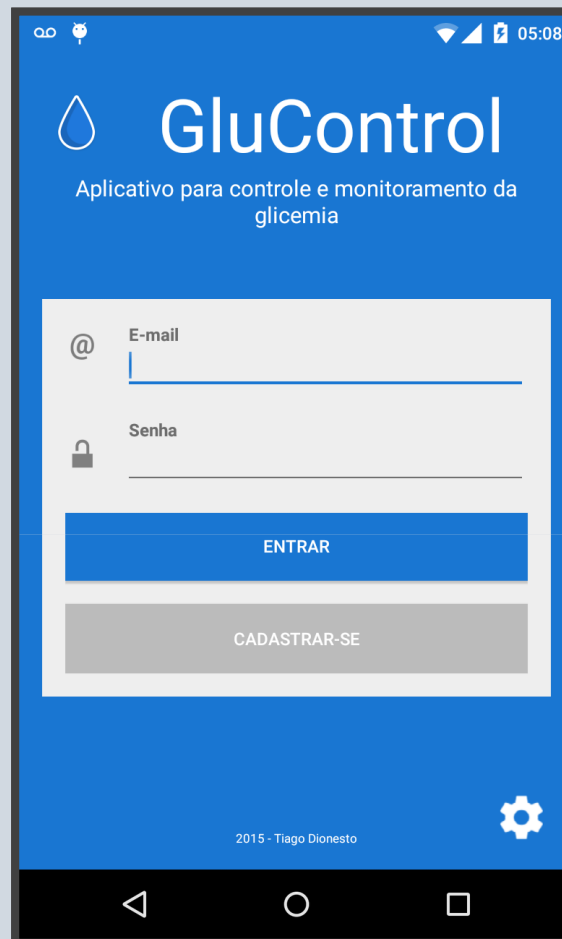 05:08
GluControl
Aplicativo para controle e monitoramento da
glicemia
@
E-mail
Senha
ENTRAR
CADASTRAR-SE
2015 - Tiago Dionesto